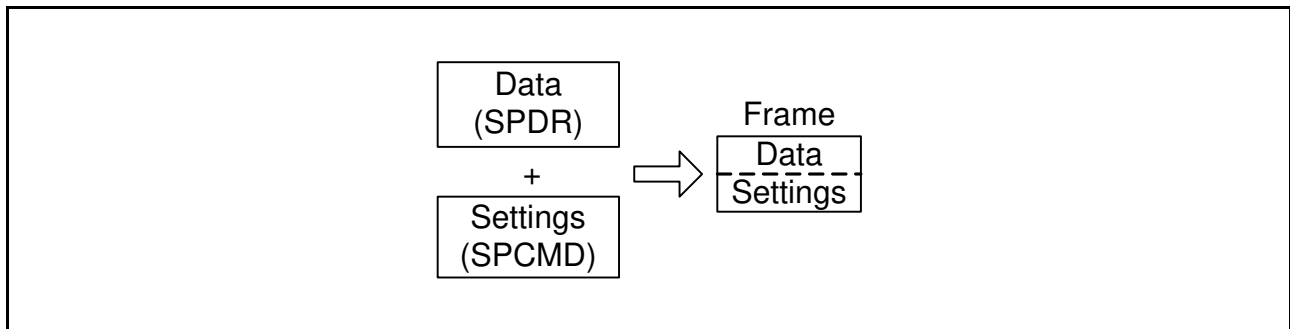 Data
(SPDR)
+
Settings
(SPCMD)
Frame
Data
Settings